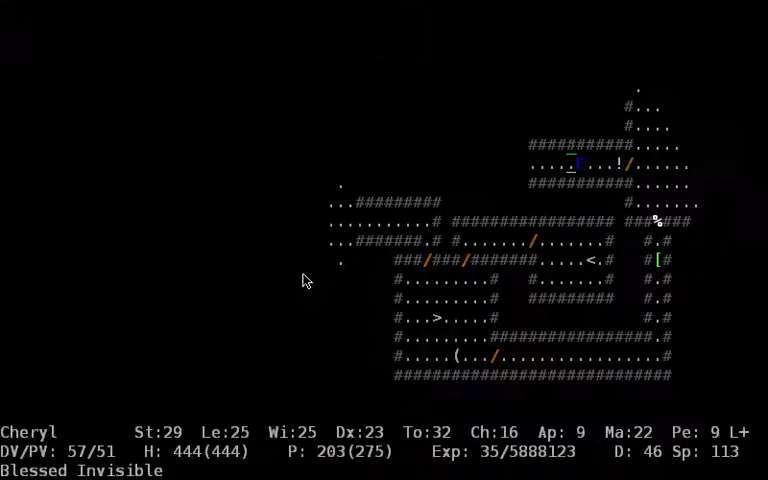 Cheryl St:29 Le:25 Wi:25 Dx:23 To:32 Ch:16 Ap: 9 Ma:22 Pe: 9 L+
DV/PV: 57/51 H: 444(444) P: 203(275) Exp: 35/5888123 D: 46 Sp: 113
Blessed Invisible